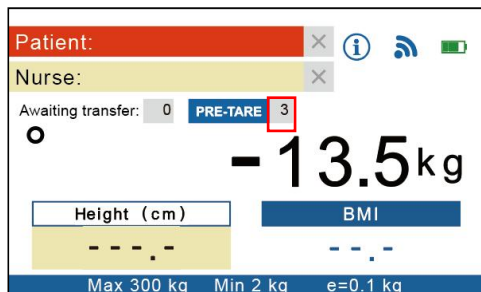 Patient: ×
Nurse: ×
Awaiting transfer: 0 PRE-TARE 3
-13.5kg
Height (cm) BMI
---.- --.-
Max 300 kg Min 2 kg e=0.1 kg